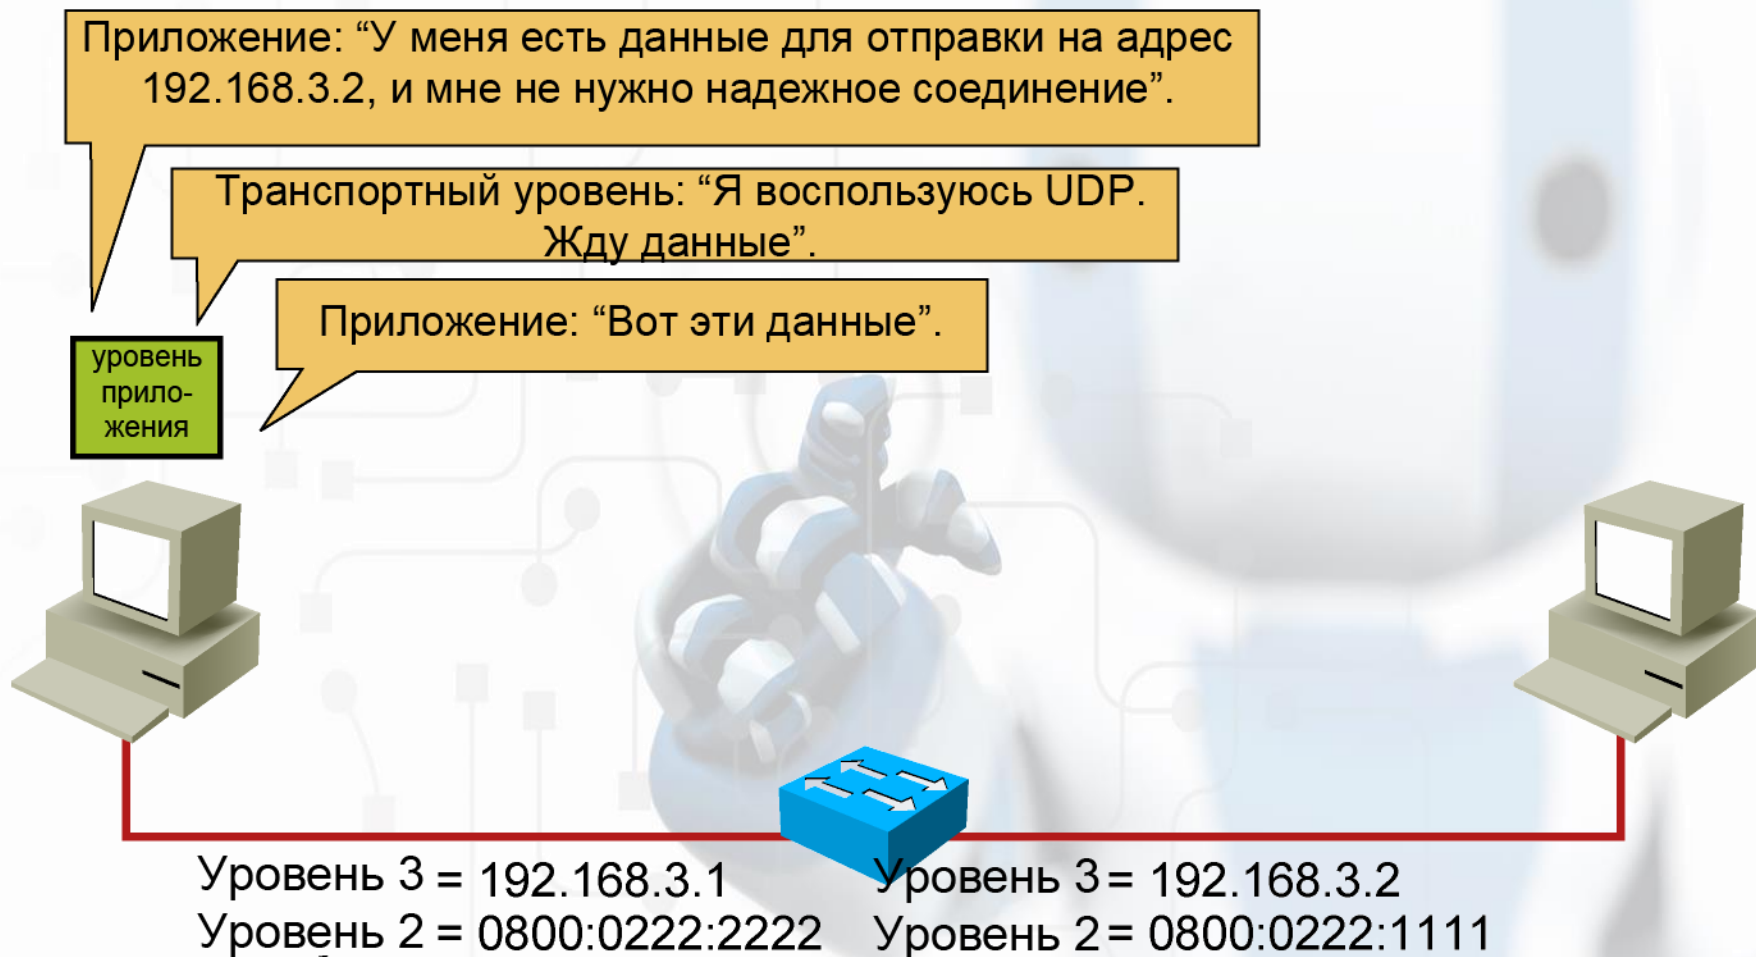 Приложение: “У меня есть данные для отправки на адрес
192.168.3.2, и мне не нужно надежное соединение”.
Транспортный уровень: “Я воспользуюсь UDP.
Жду данные”.
Приложение: “Вот эти данные”.
уровень
прило-
жения
Уровень 3 = 192.168.3.1
Уровень 2 = 0800:0222:2222
Уровень 3 = 192.168.3.2
Уровень 2 = 0800:0222:1111